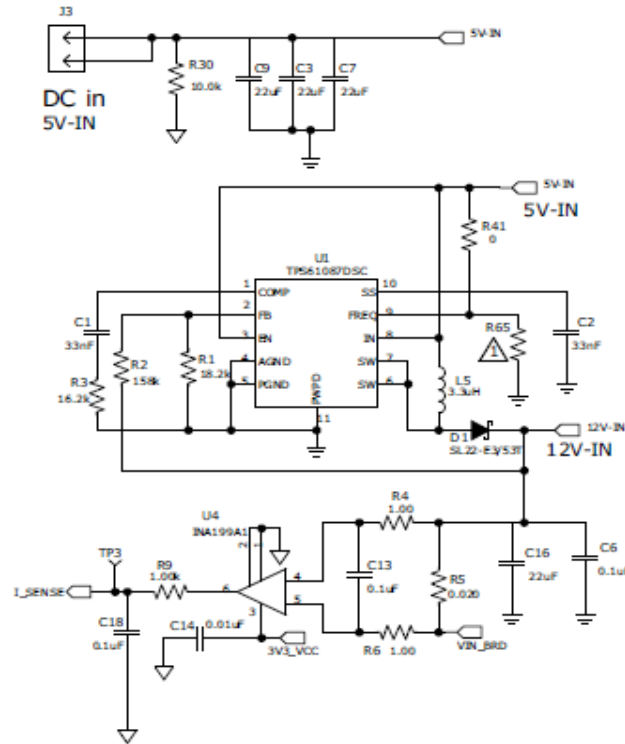 J3
5V-IN
R30
10.0k
C9
22uF
C3
22uF
C7
22uF
DC in
5V-IN
5V-IN
5V-IN
R41
0
U1
TPS61087DSC
1
COMP
SS
10
2
FB
FREQ
9
3
EN
IN
8
4
AGND
SW
7
5
PGND
SW
6
PWPD
11
C1
33nF
R2
158k
R1
18.2k
R3
16.2k
R65
1
C2
33nF
L5
3.3uH
D1
SL22-E3/53T
12V-IN
12V-IN
U4
INA199A1
2
1
R4
1.00
TP3
R9
1.00k
I_SENSE
6
4
5
3
C13
0.1uF
R5
0.020
C16
22uF
C6
0.1u
C18
0.1uF
C14
0.01uF
3V3_VCC
R6
1.00
VIN_BRD